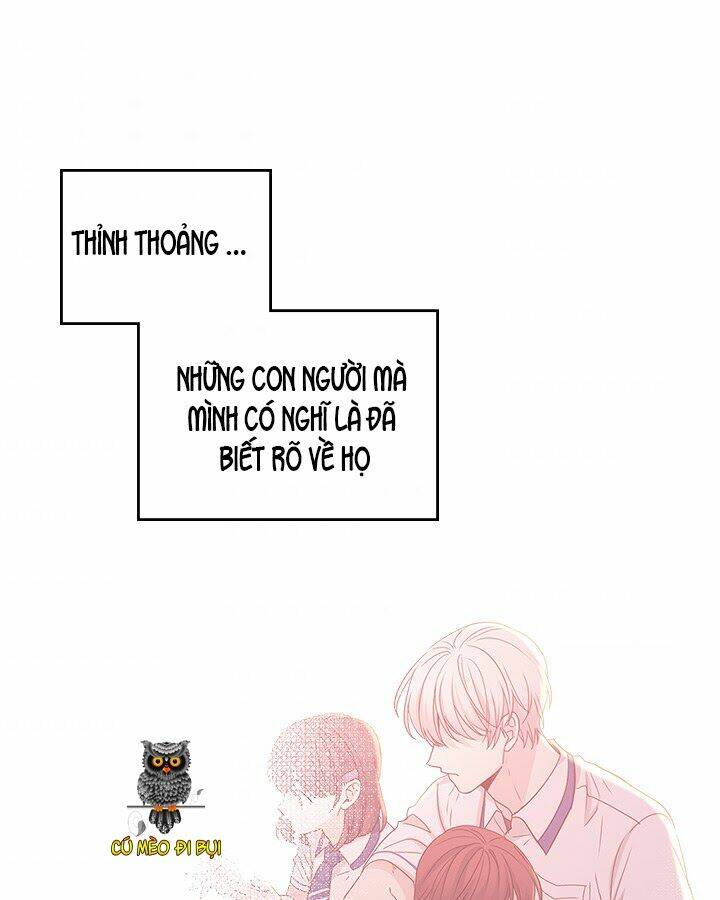 THỈNH THOẢNG ...
NHỮNG CON NGƯỜI MÀ
MÌNH CÓ NGHĨ LÀ ĐÃ
BIẾT RÕ VỀ HỌ
CÚ MÈO ĐI BỤI